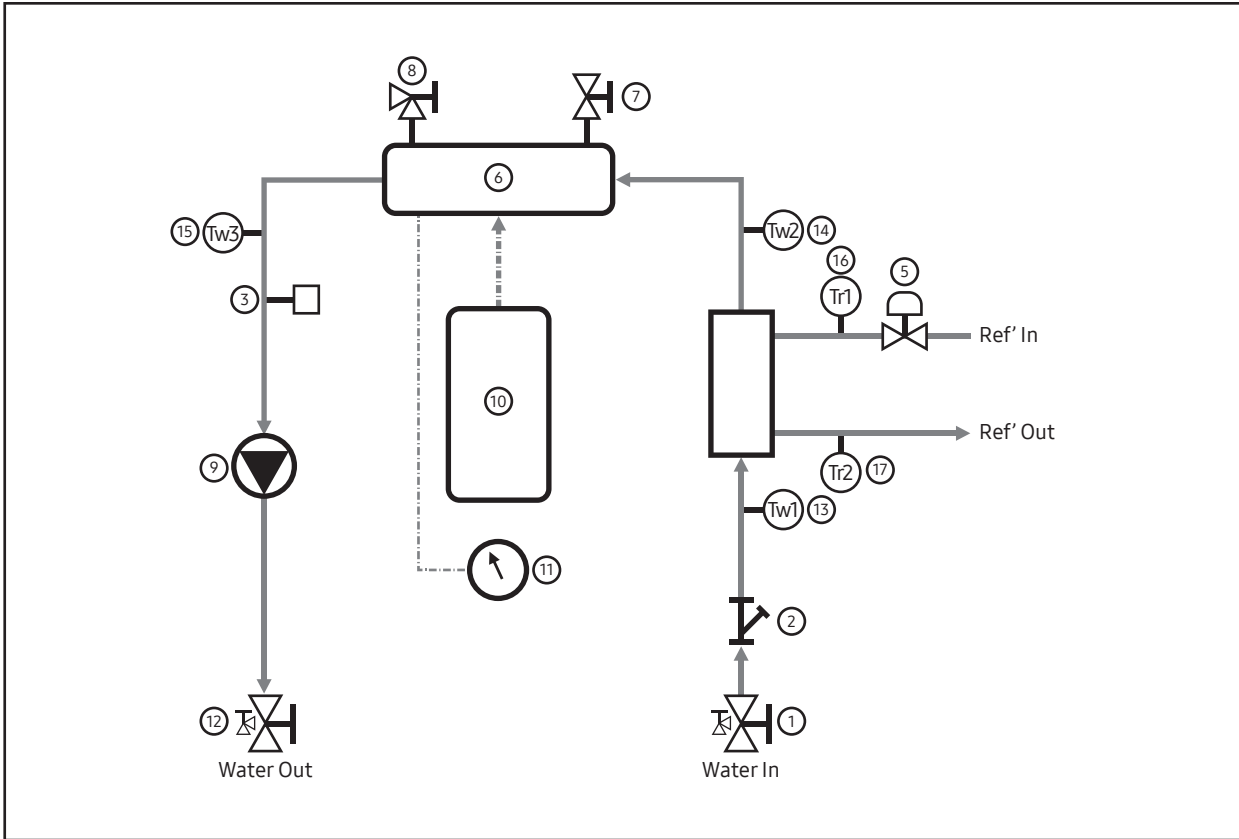 8
7
6
15 Tw3
Tw2 14
16
5
Tr1
3
Ref' In
10
Ref' Out
9
Tr2 17
Tw1 13
11
2
12
1
Water Out
Water In